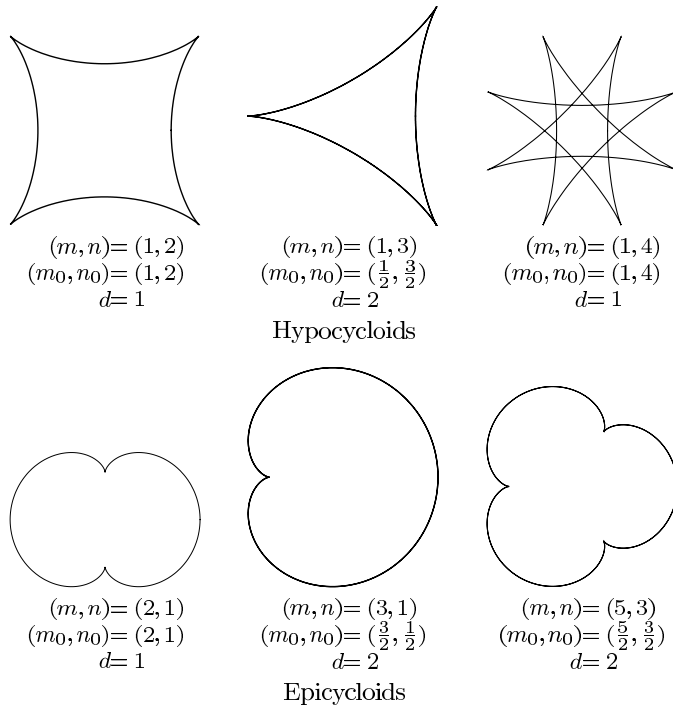 (m, n)= (1, 2) (m, n)= (1, 3) (m, n)= (1, 4)
(m₀, n₀)= (1, 2) (m₀, n₀)= (½, 3/2) (m₀, n₀)= (1, 4)
d= 1 d= 2 d= 1
Hypocycloids
(m, n)= (2, 1) (m, n)= (3, 1) (m, n)= (5, 3)
(m₀, n₀)= (2, 1) (m₀, n₀)= (3/2, ½) (m₀, n₀)= (5/2, 3/2)
d= 1 d= 2 d= 2
Epicycloids